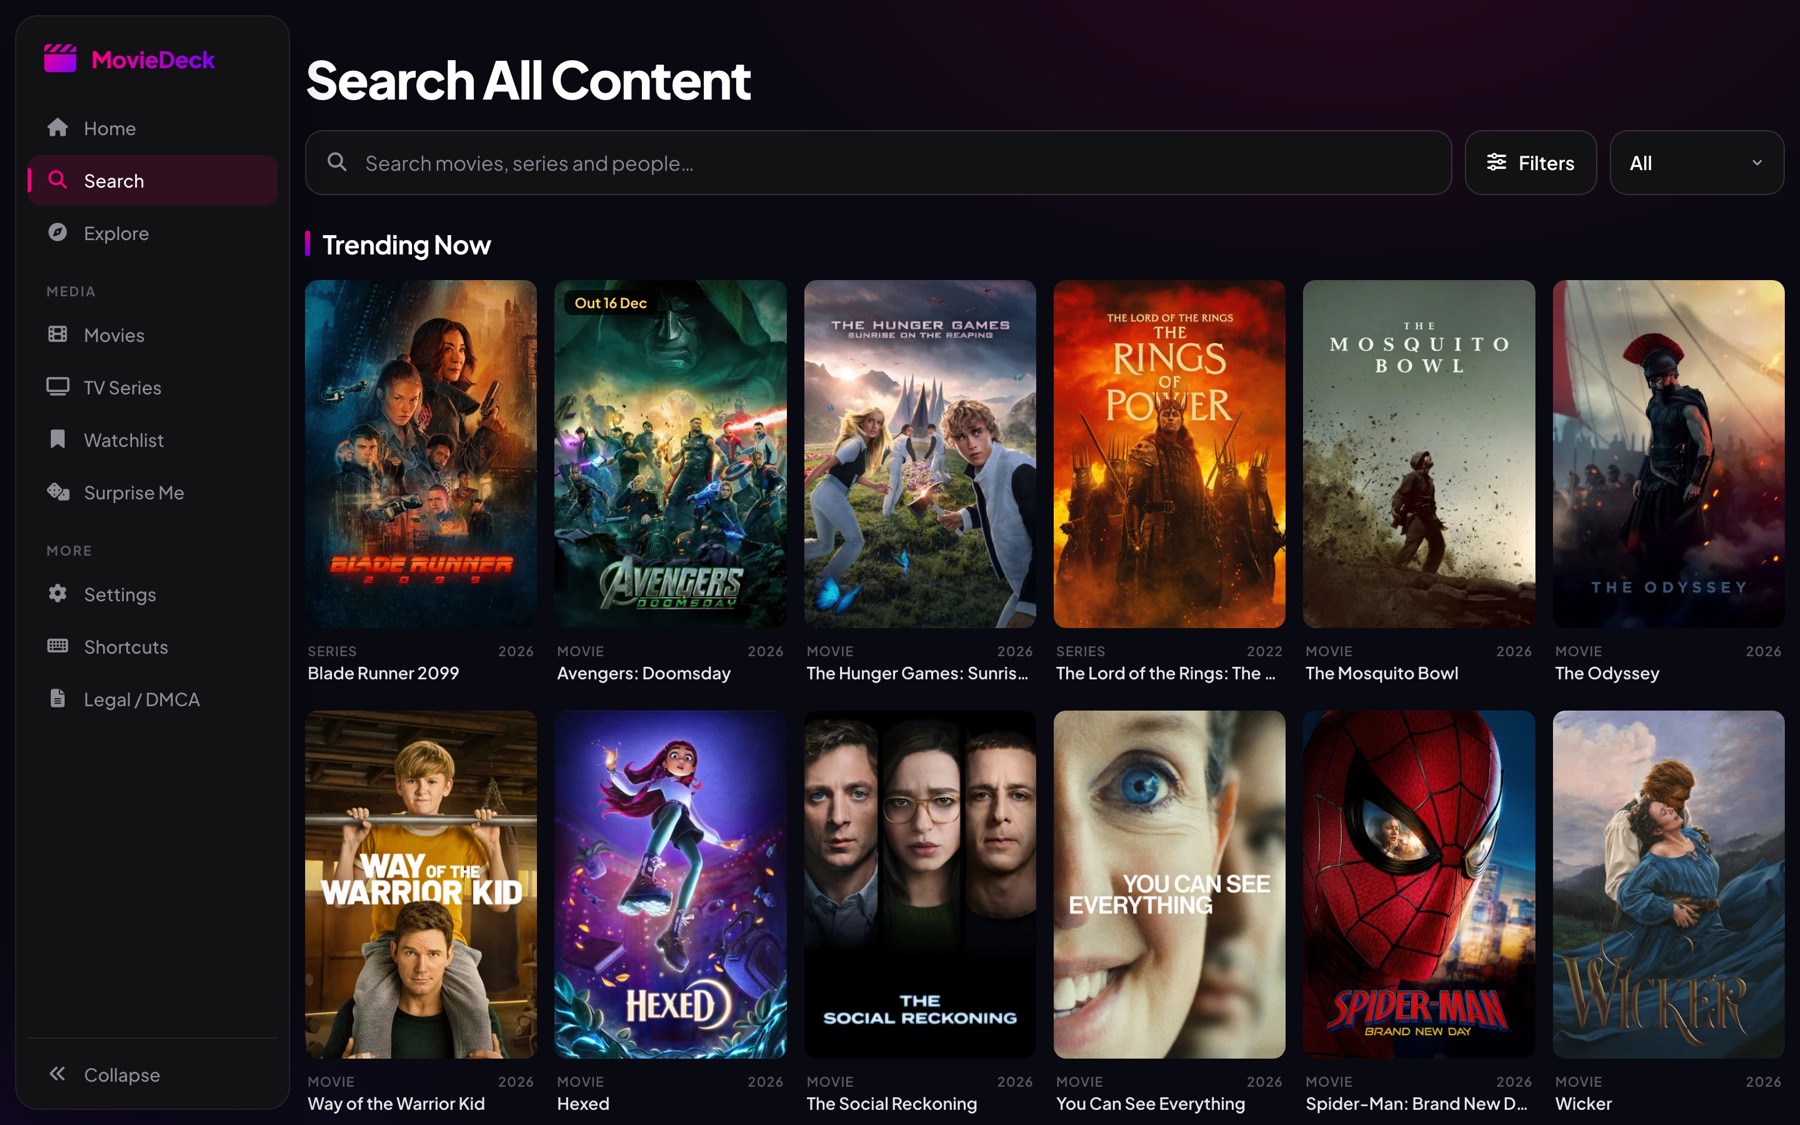 MovieDeck
Home
Search
Explore
MEDIA
Movies
TV Series
Watchlist
Surprise Me
MORE
Settings
Shortcuts
Legal / DMCA
Collapse
Search All Content
Search movies, series and people...
Filters
All
Trending Now
BLADE RUNNER
2099
Out 16 Dec
AVENGERS
DOOMSDAY
THE HUNGER GAMES
SUNRISE ON THE REAPING
THE LORD OF THE RINGS
THE
RINGS
OF
POWER
THE
MOSQUITO
BOWL
THE ODYSSEY
SERIES 2026
Blade Runner 2099
MOVIE 2026
Avengers: Doomsday
MOVIE 2026
The Hunger Games: Sunris...
SERIES 2022
The Lord of the Rings: The ...
MOVIE 2026
The Mosquito Bowl
MOVIE 2026
The Odyssey
WAY OF THE
WARRIOR KID
HEXED
THE
SOCIAL RECKONING
YOU CAN SEE
EVERYTHING
SPIDER-MAN
BRAND NEW DAY
WICKER
MOVIE 2026
Way of the Warrior Kid
MOVIE 2026
Hexed
MOVIE 2026
The Social Reckoning
MOVIE 2026
You Can See Everything
MOVIE 2026
Spider-Man: Brand New D...
MOVIE 2026
Wicker